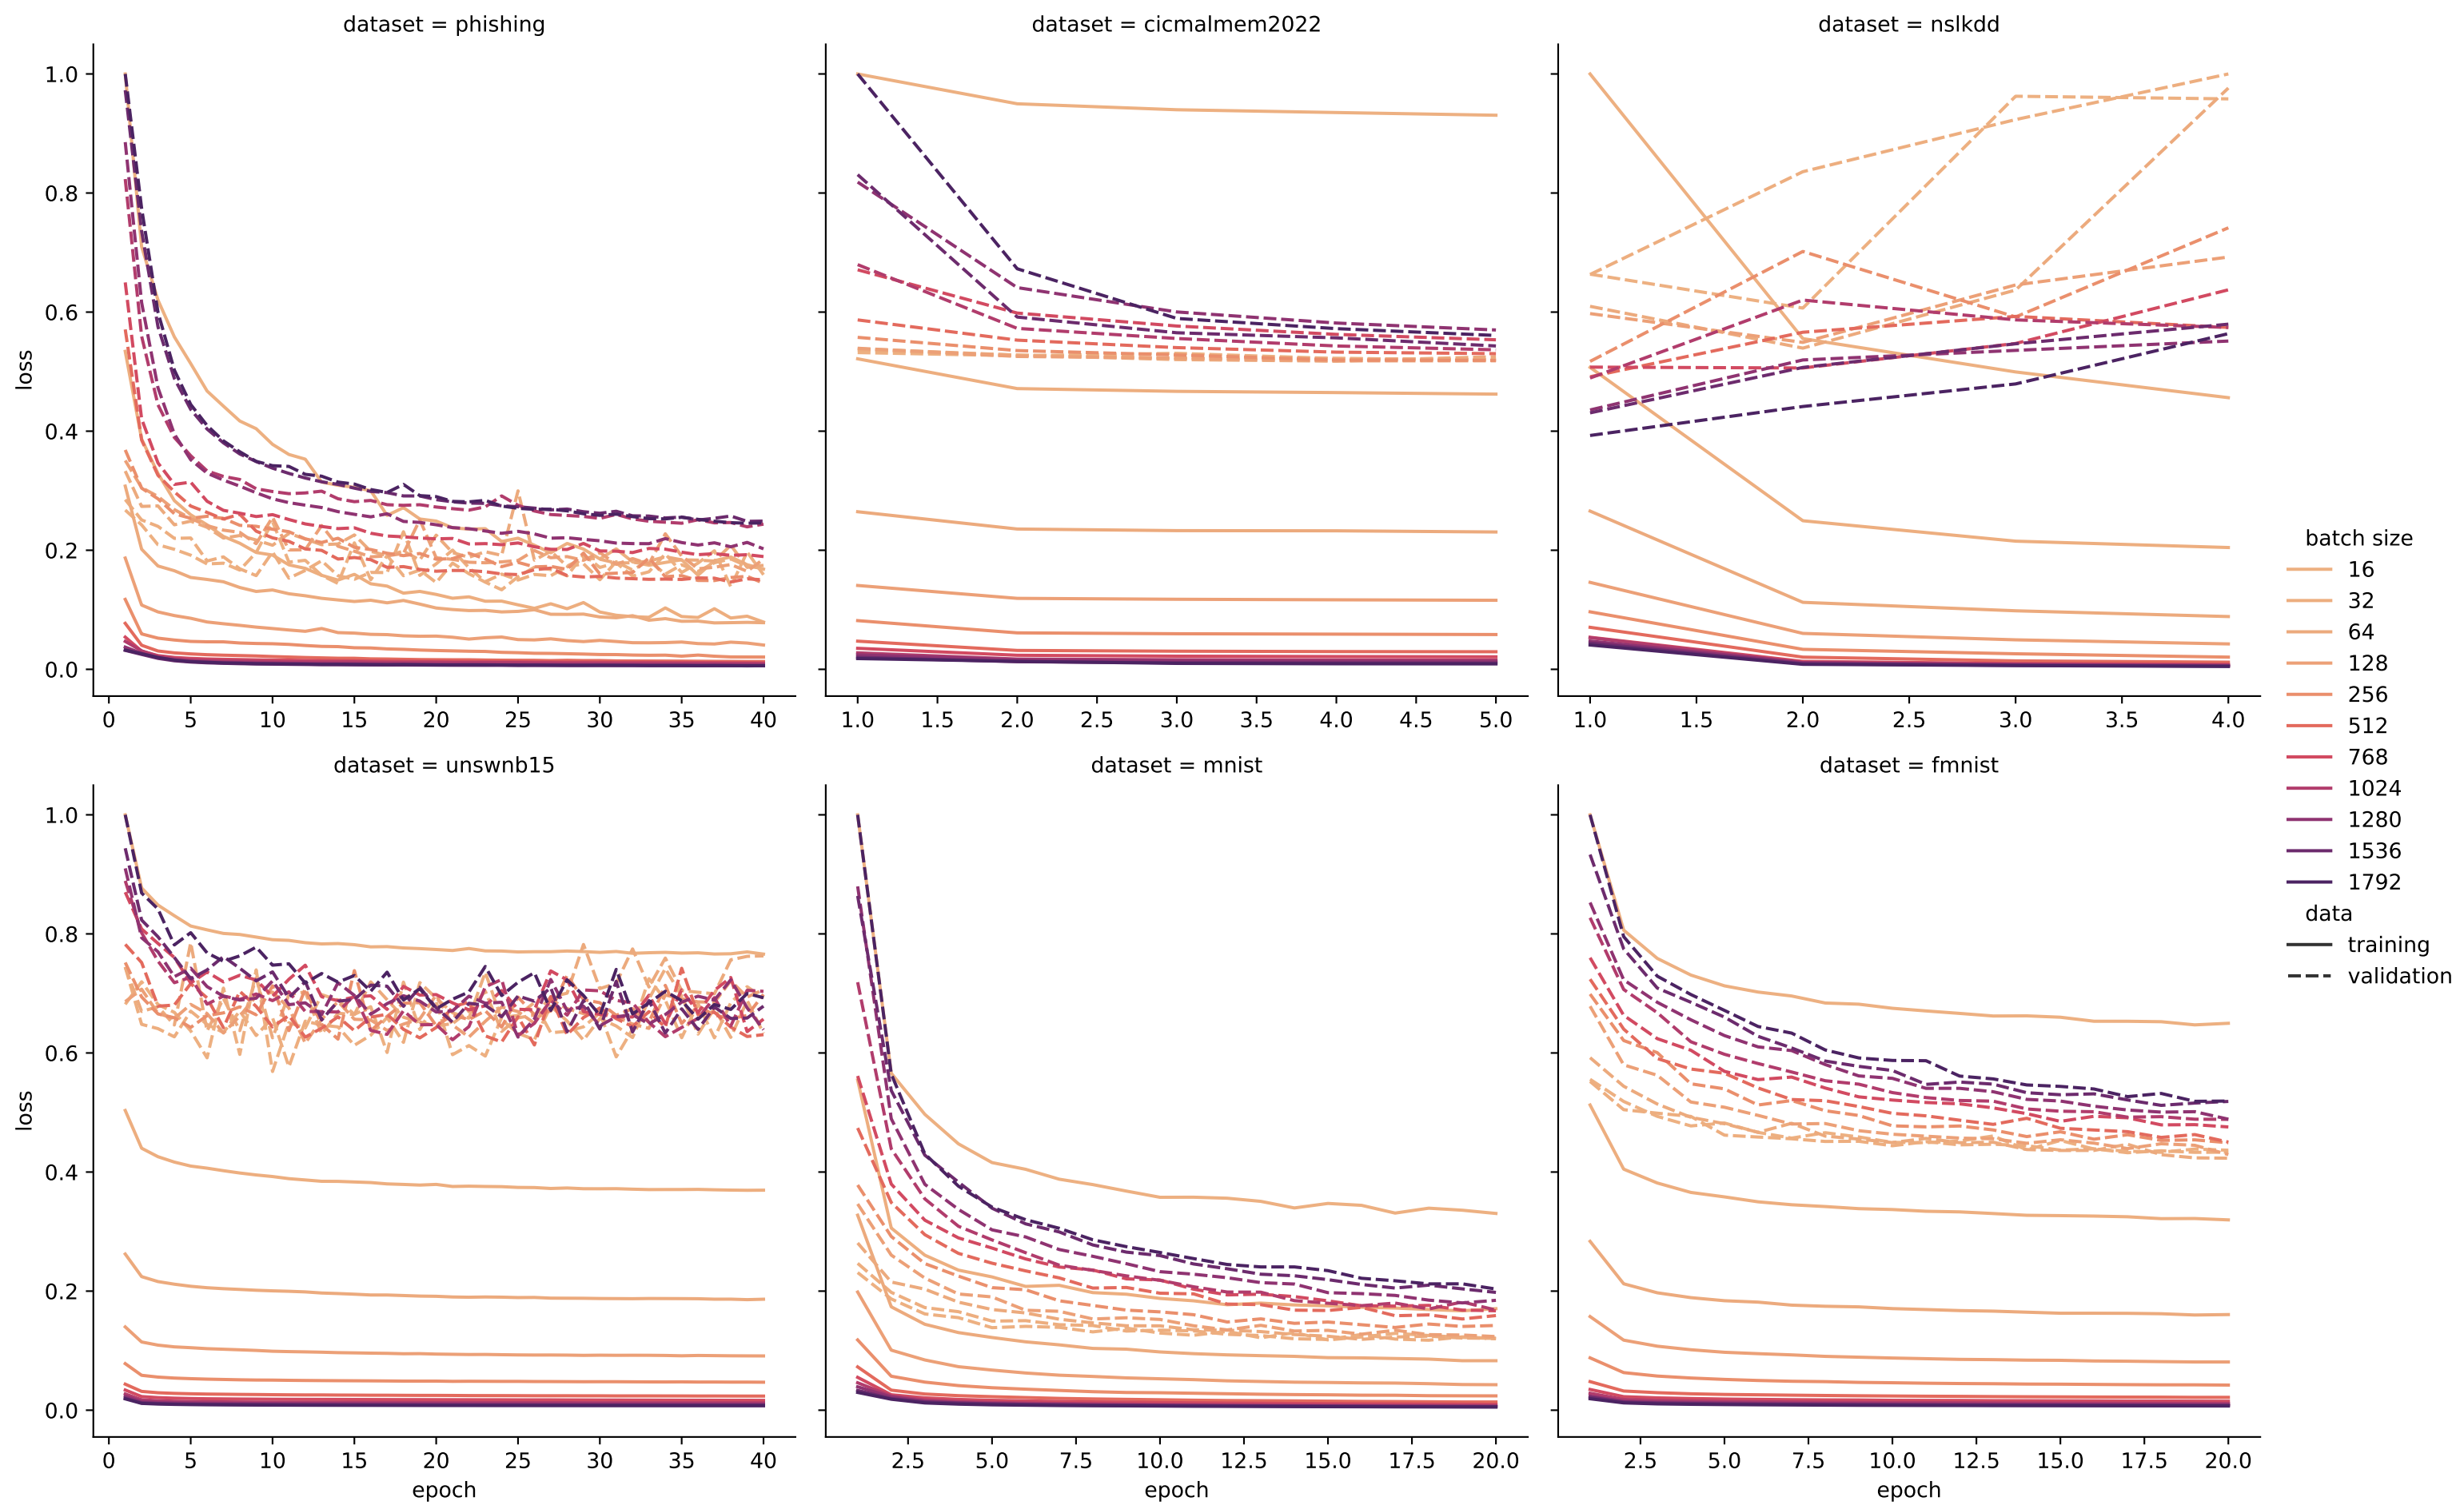 dataset = phishing
dataset = cicmalmem2022
dataset = nslkdd
1.0
0.8
0.6
0.4
0.2
0.0
loss
0 5 10 15 20 25 30 35 40
1.0 1.5 2.0 2.5 3.0 3.5 4.0 4.5 5.0
1.0 1.5 2.0 2.5 3.0 3.5 4.0
dataset = unswnb15
dataset = mnist
dataset = fmnist
1.0
0.8
0.6
0.4
0.2
0.0
loss
0 5 10 15 20 25 30 35 40
2.5 5.0 7.5 10.0 12.5 15.0 17.5 20.0
2.5 5.0 7.5 10.0 12.5 15.0 17.5 20.0
epoch
epoch
epoch
batch size
16
32
64
128
256
512
768
1024
1280
1536
1792
data
training
validation